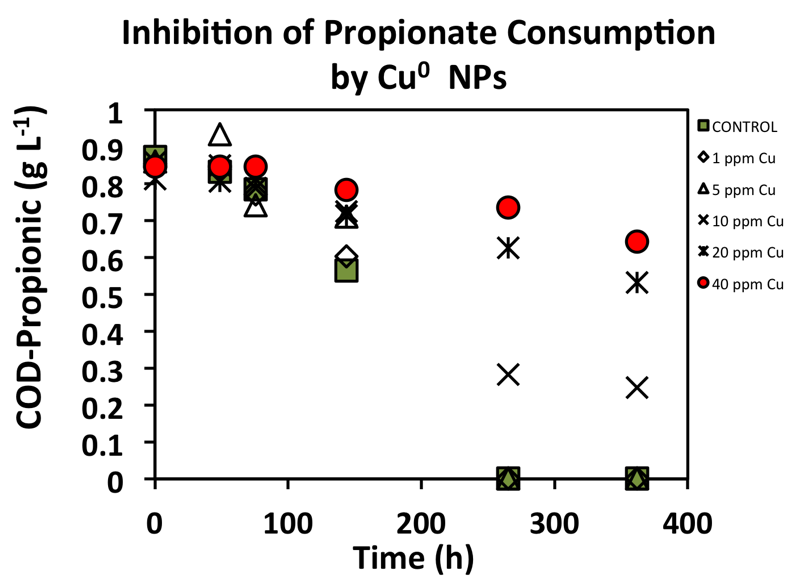 Inhibition of Propionate Consumption
by Cu⁰ NPs
COD-Propionic (g L⁻¹)
1
0.9
0.8
0.7
0.6
0.5
0.4
0.3
0.2
0.1
0
0 100 200 300 400
Time (h)
CONTROL
1 ppm Cu
5 ppm Cu
10 ppm Cu
20 ppm Cu
40 ppm Cu